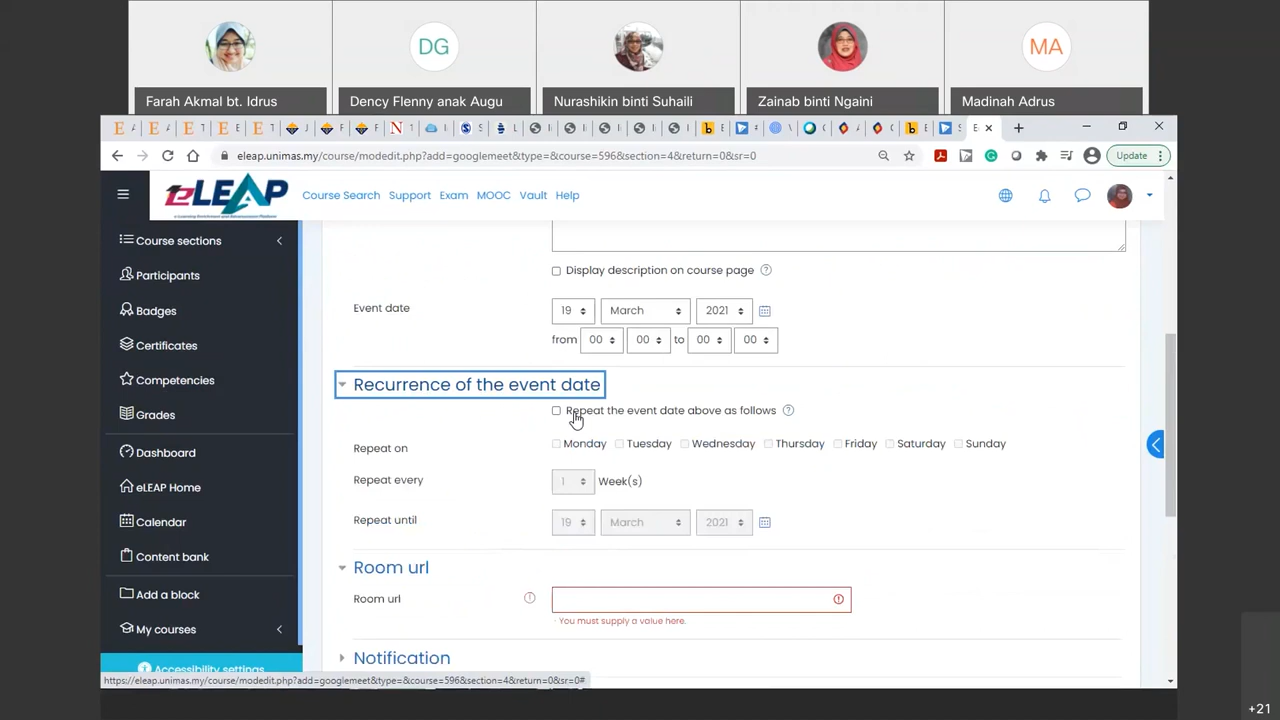 DG
MA
Farah Akmal bt. Idrus
Dency Flenny anak Augu
Nurashikin binti Suhaili
Zainab binti Ngaini
Madinah Adrus
eleap.unimas.my/course/modedit.php?add=googlemeet&type=&course=596&section=4&return=0&sr=0
Update
eLEAP
Course Search Support Exam MOOC Vault Help
Course sections
Participants
Badges
Certificates
Competencies
Grades
Dashboard
eLEAP Home
Calendar
Content bank
Add a block
My courses
Accessibility settings
Display description on course page
Event date
19 March 2021
from 00 00 to 00 00
Recurrence of the event date
Repeat the event date above as follows
Repeat on
Monday Tuesday Wednesday Thursday Friday Saturday Sunday
Repeat every
1 Week(s)
Repeat until
19 March 2021
Room url
Room url
- You must supply a value here.
Notification
https://eleap.unimas.my/course/modedit.php?add=googlemeet&type=&course=596&section=4&return=0&sr=0#
+21